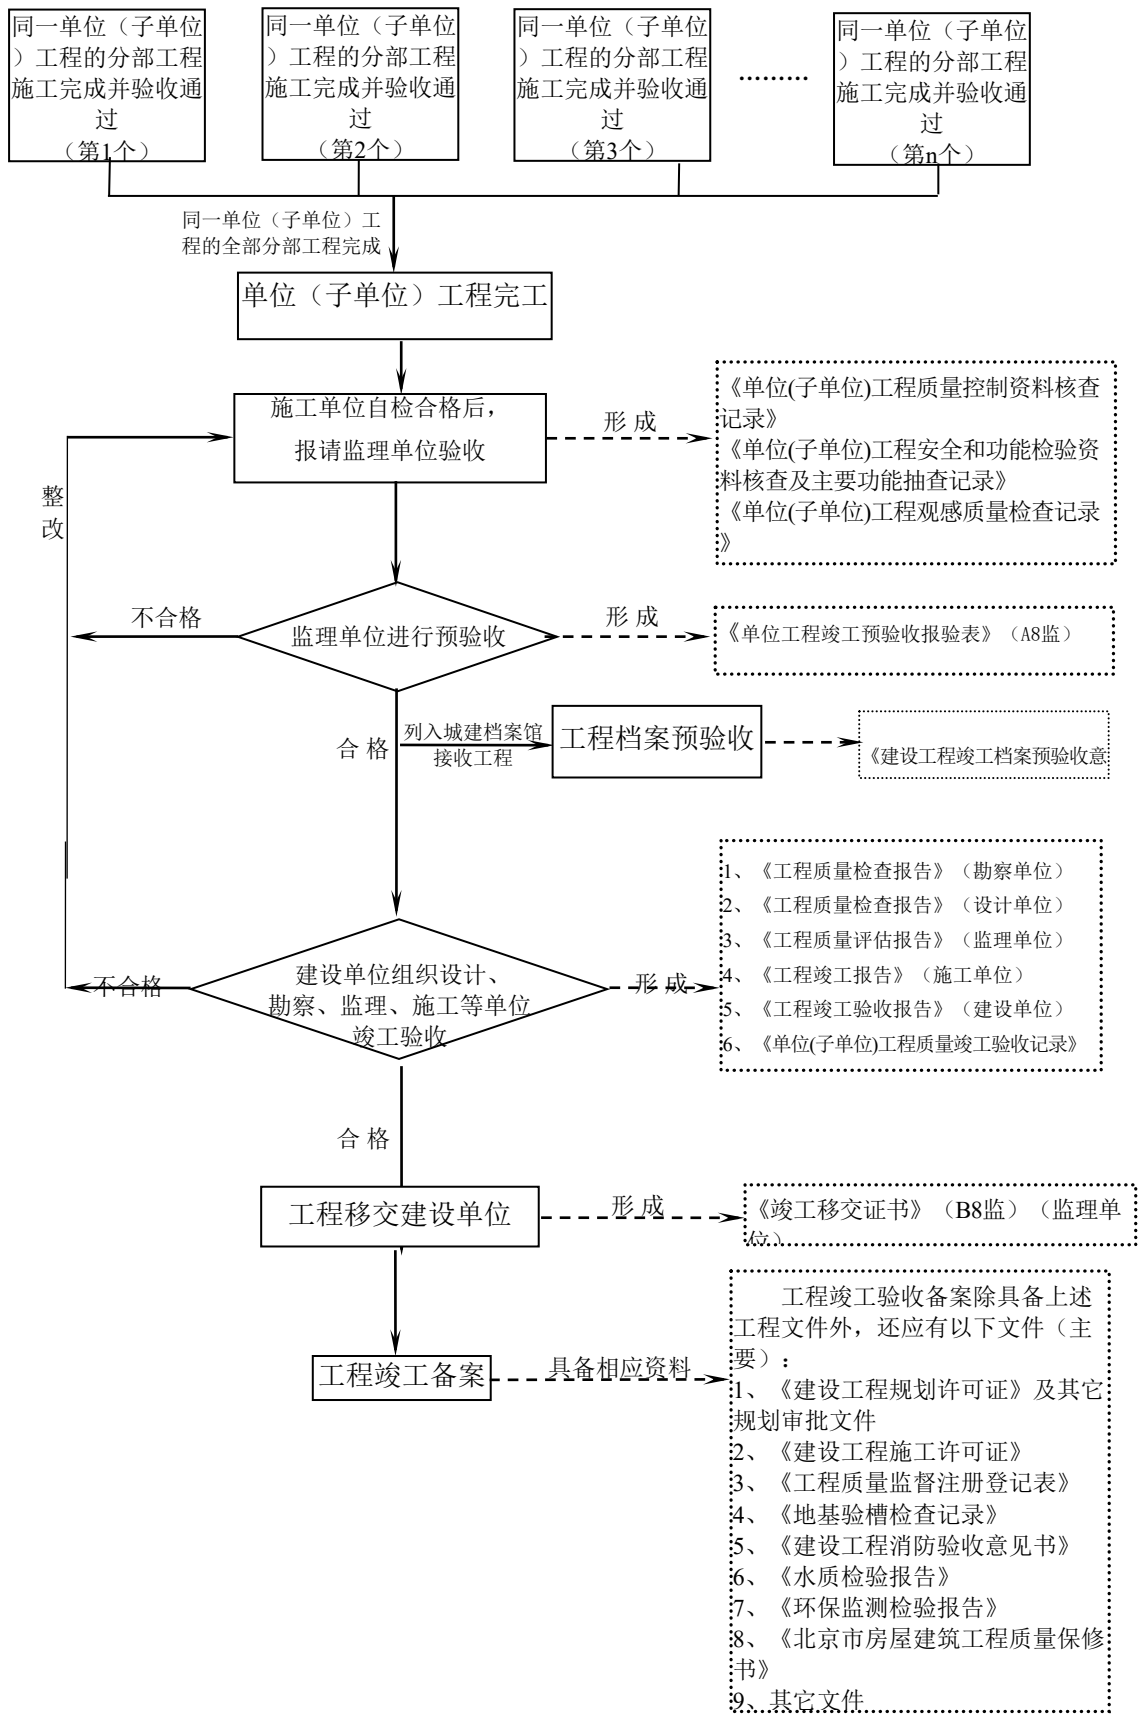 同一单位（子单位
）工程的分部工程
施工完成并验收通
过
（第1个）
同一单位（子单位
）工程的分部工程
施工完成并验收通
过
（第2个）
同一单位（子单位
）工程的分部工程
施工完成并验收通
过
（第3个）
………
同一单位（子单位
）工程的分部工程
施工完成并验收通
过
（第n个）
同一单位（子单位）工
程的全部分部工程完成
单位（子单位）工程完工
施工单位自检合格后，
报请监理单位验收
形 成
《单位(子单位)工程质量控制资料核查
记录》
《单位(子单位)工程安全和功能检验资
料核查及主要功能抽查记录》
《单位(子单位)工程观感质量检查记录
》
整
改
不合格
监理单位进行预验收
形 成
《单位工程竣工预验收报验表》（A8监）
合 格
列入城建档案馆
接收工程
工程档案预验收
《建设工程竣工档案预验收意
1、《工程质量检查报告》（勘察单位）
2、《工程质量检查报告》（设计单位）
3、《工程质量评估报告》（监理单位）
4、《工程竣工报告》（施工单位）
5、《工程竣工验收报告》（建设单位）
6、《单位(子单位)工程质量竣工验收记录》
不合格
建设单位组织设计、
勘察、监理、施工等单位
竣工验收
形 成
合 格
工程移交建设单位
形 成
《竣工移交证书》（B8监）（监理单
位）
工程竣工备案
具备相应资料
工程竣工验收备案除具备上述
工程文件外，还应有以下文件（主
要）：
1、《建设工程规划许可证》及其它
规划审批文件
2、《建设工程施工许可证》
3、《工程质量监督注册登记表》
4、《地基验槽检查记录》
5、《建设工程消防验收意见书》
6、《水质检验报告》
7、《环保监测检验报告》
8、《北京市房屋建筑工程质量保修
书》
9、其它文件